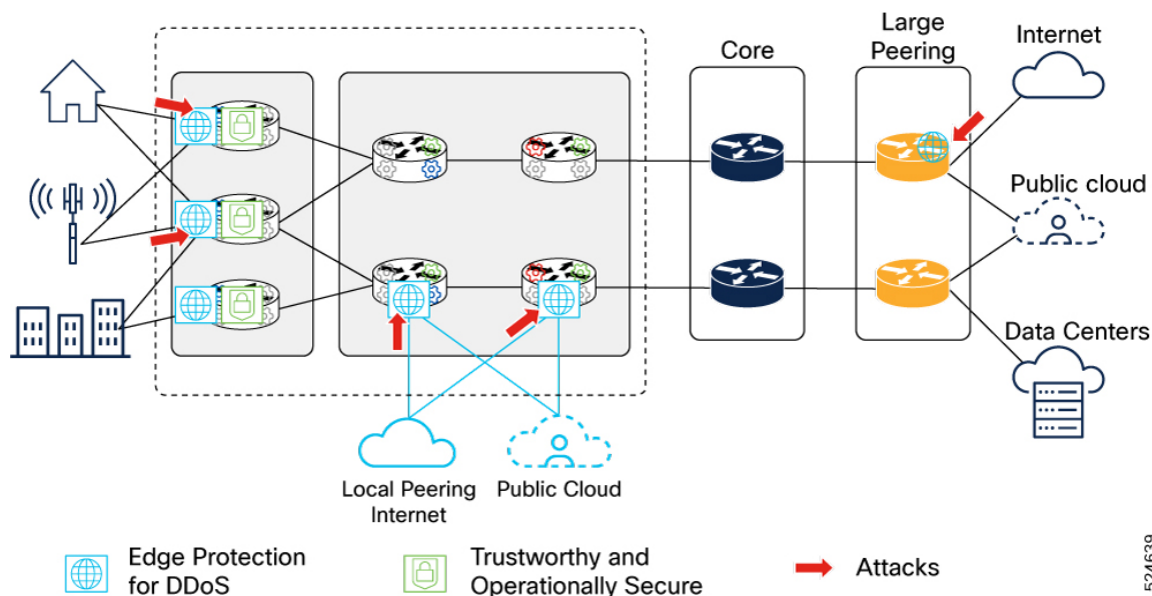 Core
Large
Peering
Internet
Public cloud
Data Centers
Local Peering
Internet
Public Cloud
Edge Protection
for DDoS
Trustworthy and
Operationally Secure
Attacks
524639